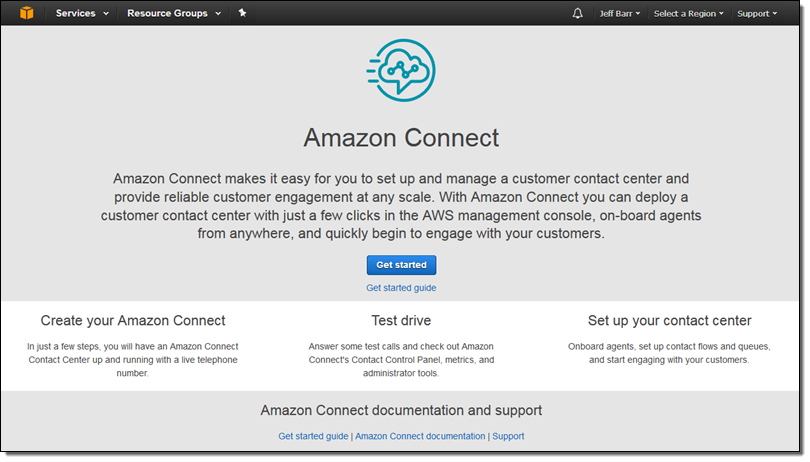 Services Resource Groups Jeff Barr Select a Region Support
Amazon Connect
Amazon Connect makes it easy for you to set up and manage a customer contact center and
provide reliable customer engagement at any scale. With Amazon Connect you can deploy a
customer contact center with just a few clicks in the AWS management console, on-board agents
from anywhere, and quickly begin to engage with your customers.
Get started
Get started guide
Create your Amazon Connect
In just a few steps, you will have an Amazon Connect
Contact Center up and running with a live telephone
number.
Test drive
Answer some test calls and check out Amazon
Connect's Contact Control Panel, metrics, and
administrator tools.
Set up your contact center
Onboard agents, set up contact flows and queues,
and start engaging with your customers.
Amazon Connect documentation and support
Get started guide | Amazon Connect documentation | Support